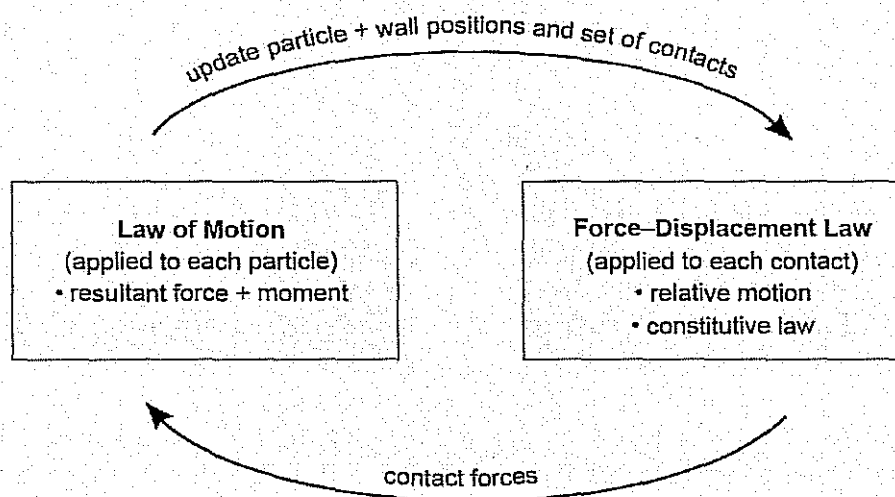 update particle + wall positions and set of contacts
Law of Motion
(applied to each particle)
• resultant force + moment
Force–Displacement Law
(applied to each contact)
• relative motion
• constitutive law
contact forces